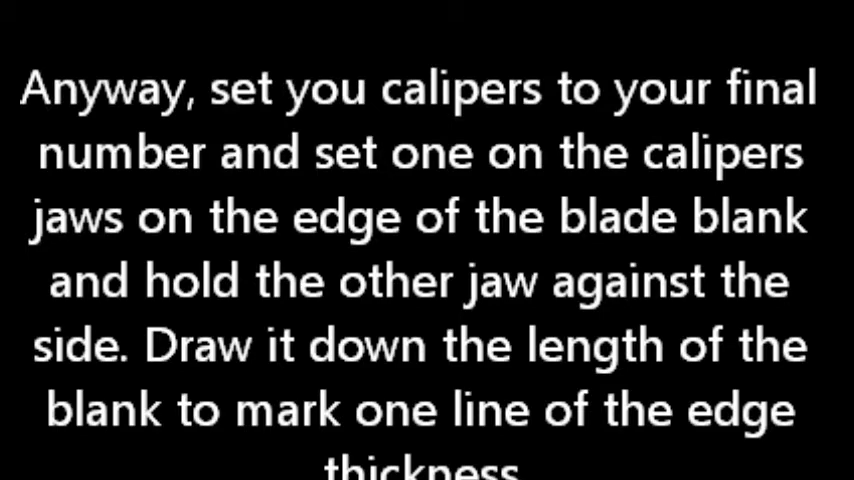 Anyway, set you calipers to your final
number and set one on the calipers
jaws on the edge of the blade blank
and hold the other jaw against the
side. Draw it down the length of the
blank to mark one line of the edge
thickness